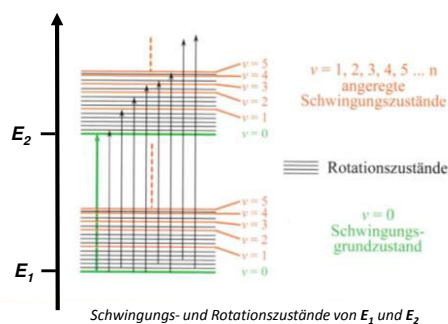 v = 5
v = 4
v = 3
v = 2
v = 1
E2
v = 0
v = 5
v = 4
v = 3
v = 2
v = 1
E1
v = 0
v = 1, 2, 3, 4, 5 ... n
angeregte
Schwingungszustände
Rotationszustände
v = 0
Schwingungs-
grundzustand
Schwingungs- und Rotationszustände von E1 und E2